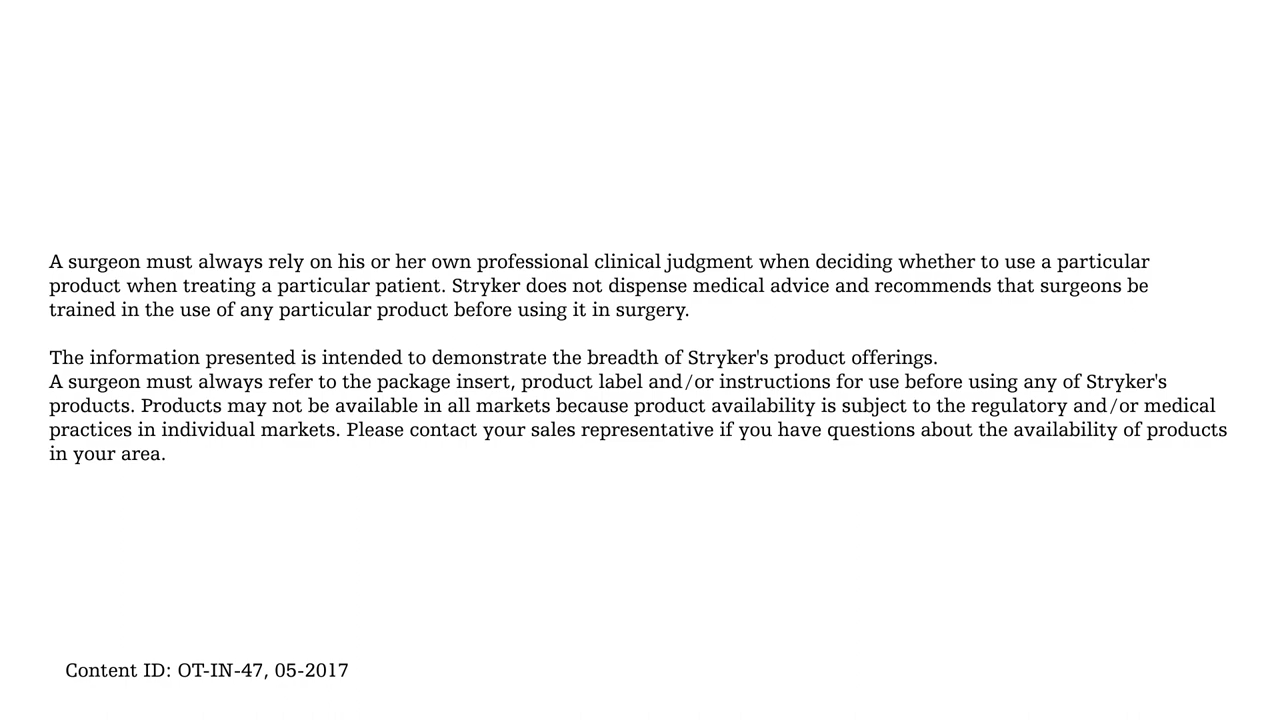 A surgeon must always rely on his or her own professional clinical judgment when deciding whether to use a particular
product when treating a particular patient. Stryker does not dispense medical advice and recommends that surgeons be
trained in the use of any particular product before using it in surgery.
The information presented is intended to demonstrate the breadth of Stryker's product offerings.
A surgeon must always refer to the package insert, product label and/or instructions for use before using any of Stryker's
products. Products may not be available in all markets because product availability is subject to the regulatory and/or medical
practices in individual markets. Please contact your sales representative if you have questions about the availability of products
in your area.
Content ID: OT-IN-47, 05-2017